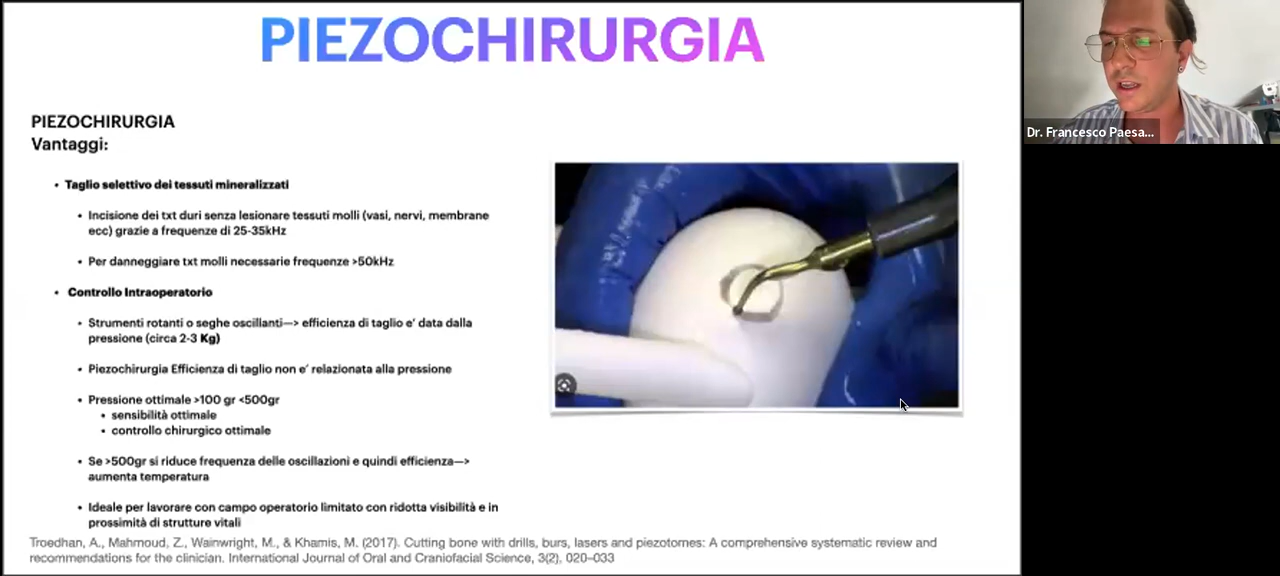 PIEZOCHIRURGIA
PIEZOCHIRURGIA
Vantaggi:
• Taglio selettivo dei tessuti mineralizzati
• Incisione dei txt duri senza lesionare tessuti molli (vasi, nervi, membrane
ecc) grazie a frequenze di 25-35kHz
• Per danneggiare txt molli necessarie frequenze >50kHz
• Controllo Intraoperatorio
• Strumenti rotanti o seghe oscillanti—> efficienza di taglio e’ data dalla
pressione (circa 2-3 Kg)
• Piezochirurgia Efficienza di taglio non e’ relazionata alla pressione
• Pressione ottimale >100 gr <500gr
• sensibilità ottimale
• controllo chirurgico ottimale
• Se >500gr si riduce frequenza delle oscillazioni e quindi efficienza—>
aumenta temperatura
• Ideale per lavorare con campo operatorio limitato con ridotta visibilità e in
prossimità di strutture vitali
Troedhan, A., Mahmoud, Z., Wainwright, M., & Khamis, M. (2017). Cutting bone with drills, burs, lasers and piezotomes: A comprehensive systematic review and
recommendations for the clinician. International Journal of Oral and Craniofacial Science, 3(2), 020–033
Dr. Francesco Paesa...